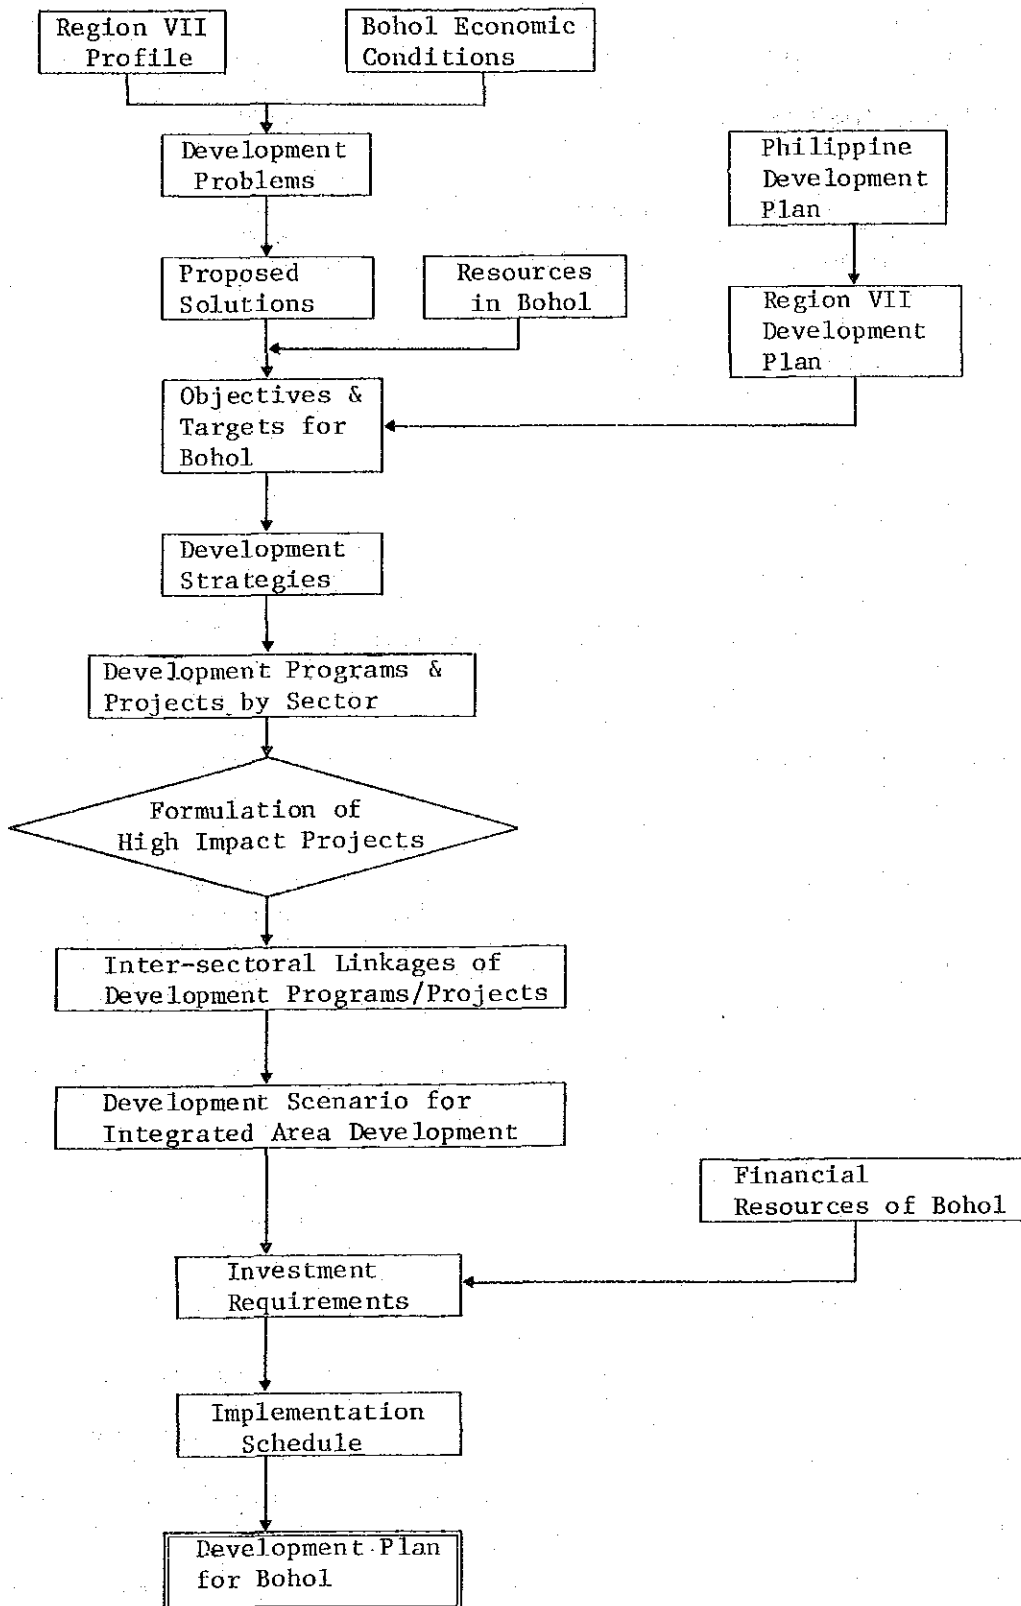 Region VII
Profile
Bohol Economic
Conditions
Development
Problems
Philippine
Development
Plan
Proposed
Solutions
Resources
in Bohol
Region VII
Development
Plan
Objectives &
Targets for
Bohol
Development
Strategies
Development Programs &
Projects by Sector
Formulation of
High Impact Projects
Inter-sectoral Linkages of
Development Programs/Projects
Development Scenario for
Integrated Area Development
Financial
Resources of Bohol
Investment
Requirements
Implementation
Schedule
Development Plan
for Bohol